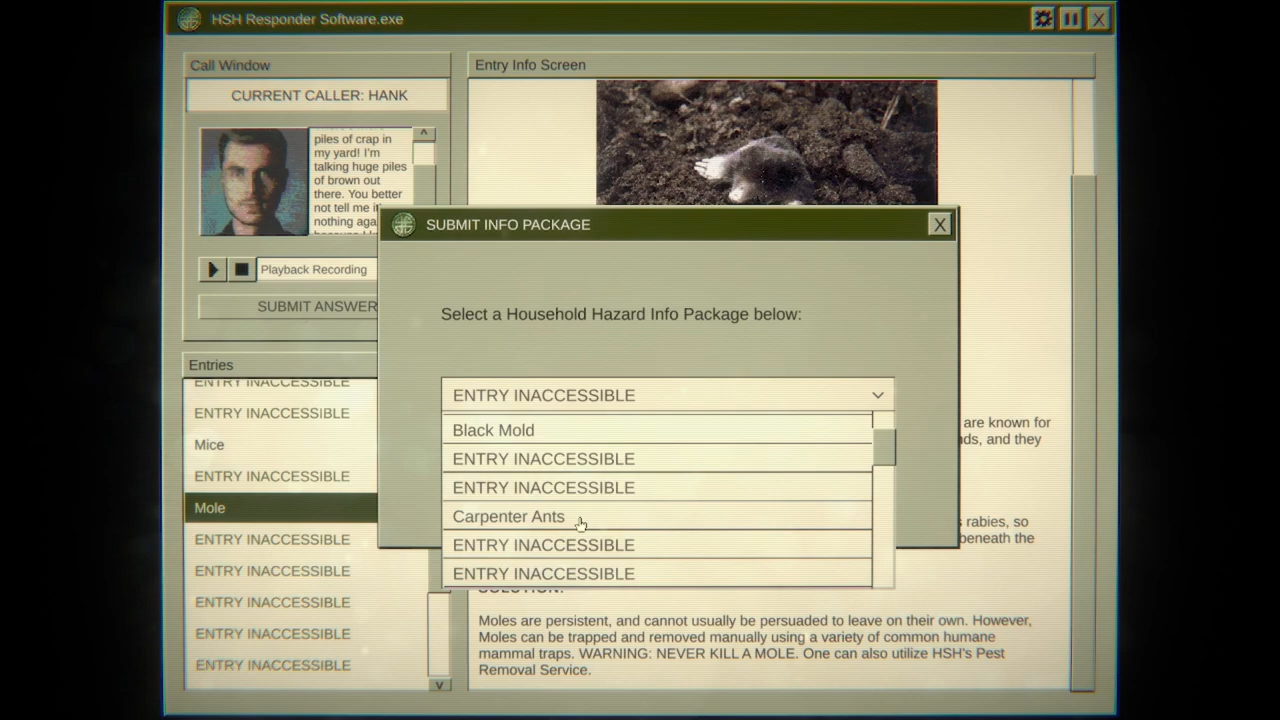 HSH Responder Software.exe
Call Window
CURRENT CALLER: HANK
piles of crap in
my yard! I'm
talking huge piles
of brown out
there. You better
not tell me it
nothing aga
Playback Recording
SUBMIT ANSWER
Entries
ENTRY INACCESSIBLE
ENTRY INACCESSIBLE
Mice
ENTRY INACCESSIBLE
Mole
ENTRY INACCESSIBLE
ENTRY INACCESSIBLE
ENTRY INACCESSIBLE
ENTRY INACCESSIBLE
ENTRY INACCESSIBLE
Entry Info Screen
SUBMIT INFO PACKAGE
X
Select a Household Hazard Info Package below:
ENTRY INACCESSIBLE
Black Mold
ENTRY INACCESSIBLE
ENTRY INACCESSIBLE
Carpenter Ants
ENTRY INACCESSIBLE
ENTRY INACCESSIBLE
are known for
nds, and they
s rabies, so
beneath the
SOLUTION:
Moles are persistent, and cannot usually be persuaded to leave on their own. However,
Moles can be trapped and removed manually using a variety of common humane
mammal traps. WARNING: NEVER KILL A MOLE. One can also utilize HSH's Pest
Removal Service.